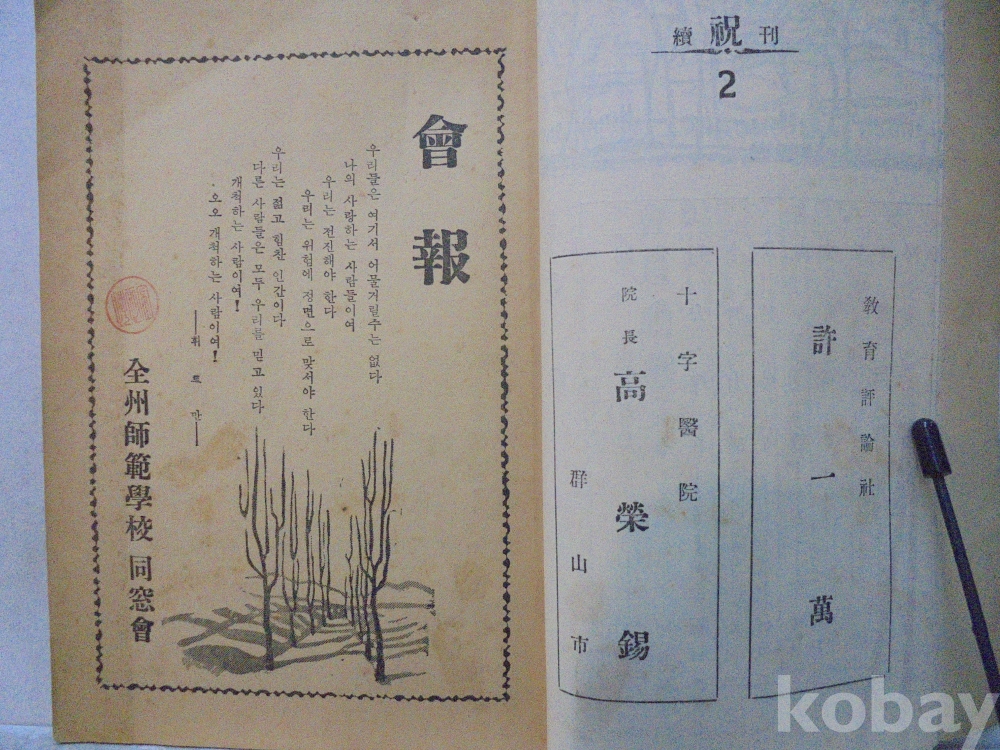 會報
우리들은 여기서 어물거릴수는 없다
나의 사랑하는 사람들이여
우리는 전진해야 한다
우리는 위험에 정면으로 맞서야 한다
우리는 젊고 힘찬 인간이다
다른 사람들은 모두 우리를 믿고 있다
개척하는 사람이여!
오오 개척하는 사람이여!
—휘트만—
全州師範學校 同窓會
續祝刊
2
敎育評論社
許一萬
十字醫院
院長 高榮錫
群山市
kobay